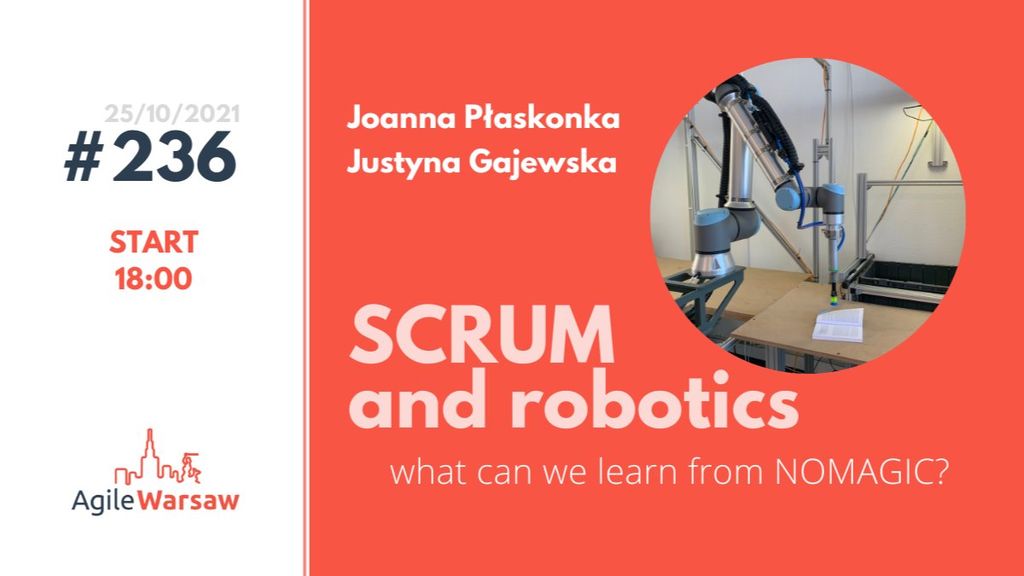 25/10/2021
#236
START
18:00
AgileWarsaw
Joanna Płaskonka
Justyna Gajewska
SCRUM
and robotics
what can we learn from NOMAGIC?